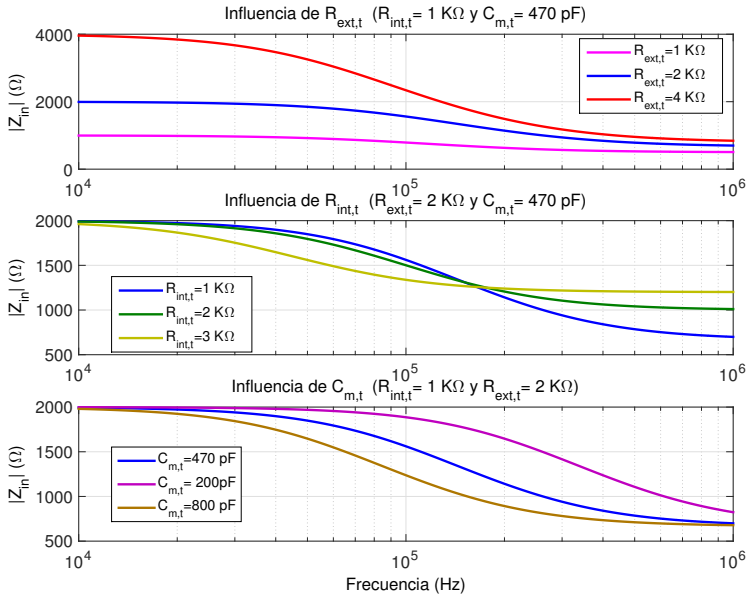 Influencia de R_ext,t (R_int,t= 1 KΩ y C_m,t= 470 pF)
|Z_in| (Ω)
4000
2000
0
R_ext,t=1 KΩ
R_ext,t=2 KΩ
R_ext,t=4 KΩ
10^4
10^5
10^6
Influencia de R_int,t (R_ext,t= 2 KΩ y C_m,t= 470 pF)
|Z_in| (Ω)
2000
1500
1000
500
R_int,t=1 KΩ
R_int,t=2 KΩ
R_int,t=3 KΩ
10^4
10^5
10^6
Influencia de C_m,t (R_int,t= 1 KΩ y R_ext,t= 2 KΩ)
|Z_in| (Ω)
2000
1500
1000
500
C_m,t=470 pF
C_m,t= 200pF
C_m,t=800 pF
10^4
10^5
10^6
Frecuencia (Hz)